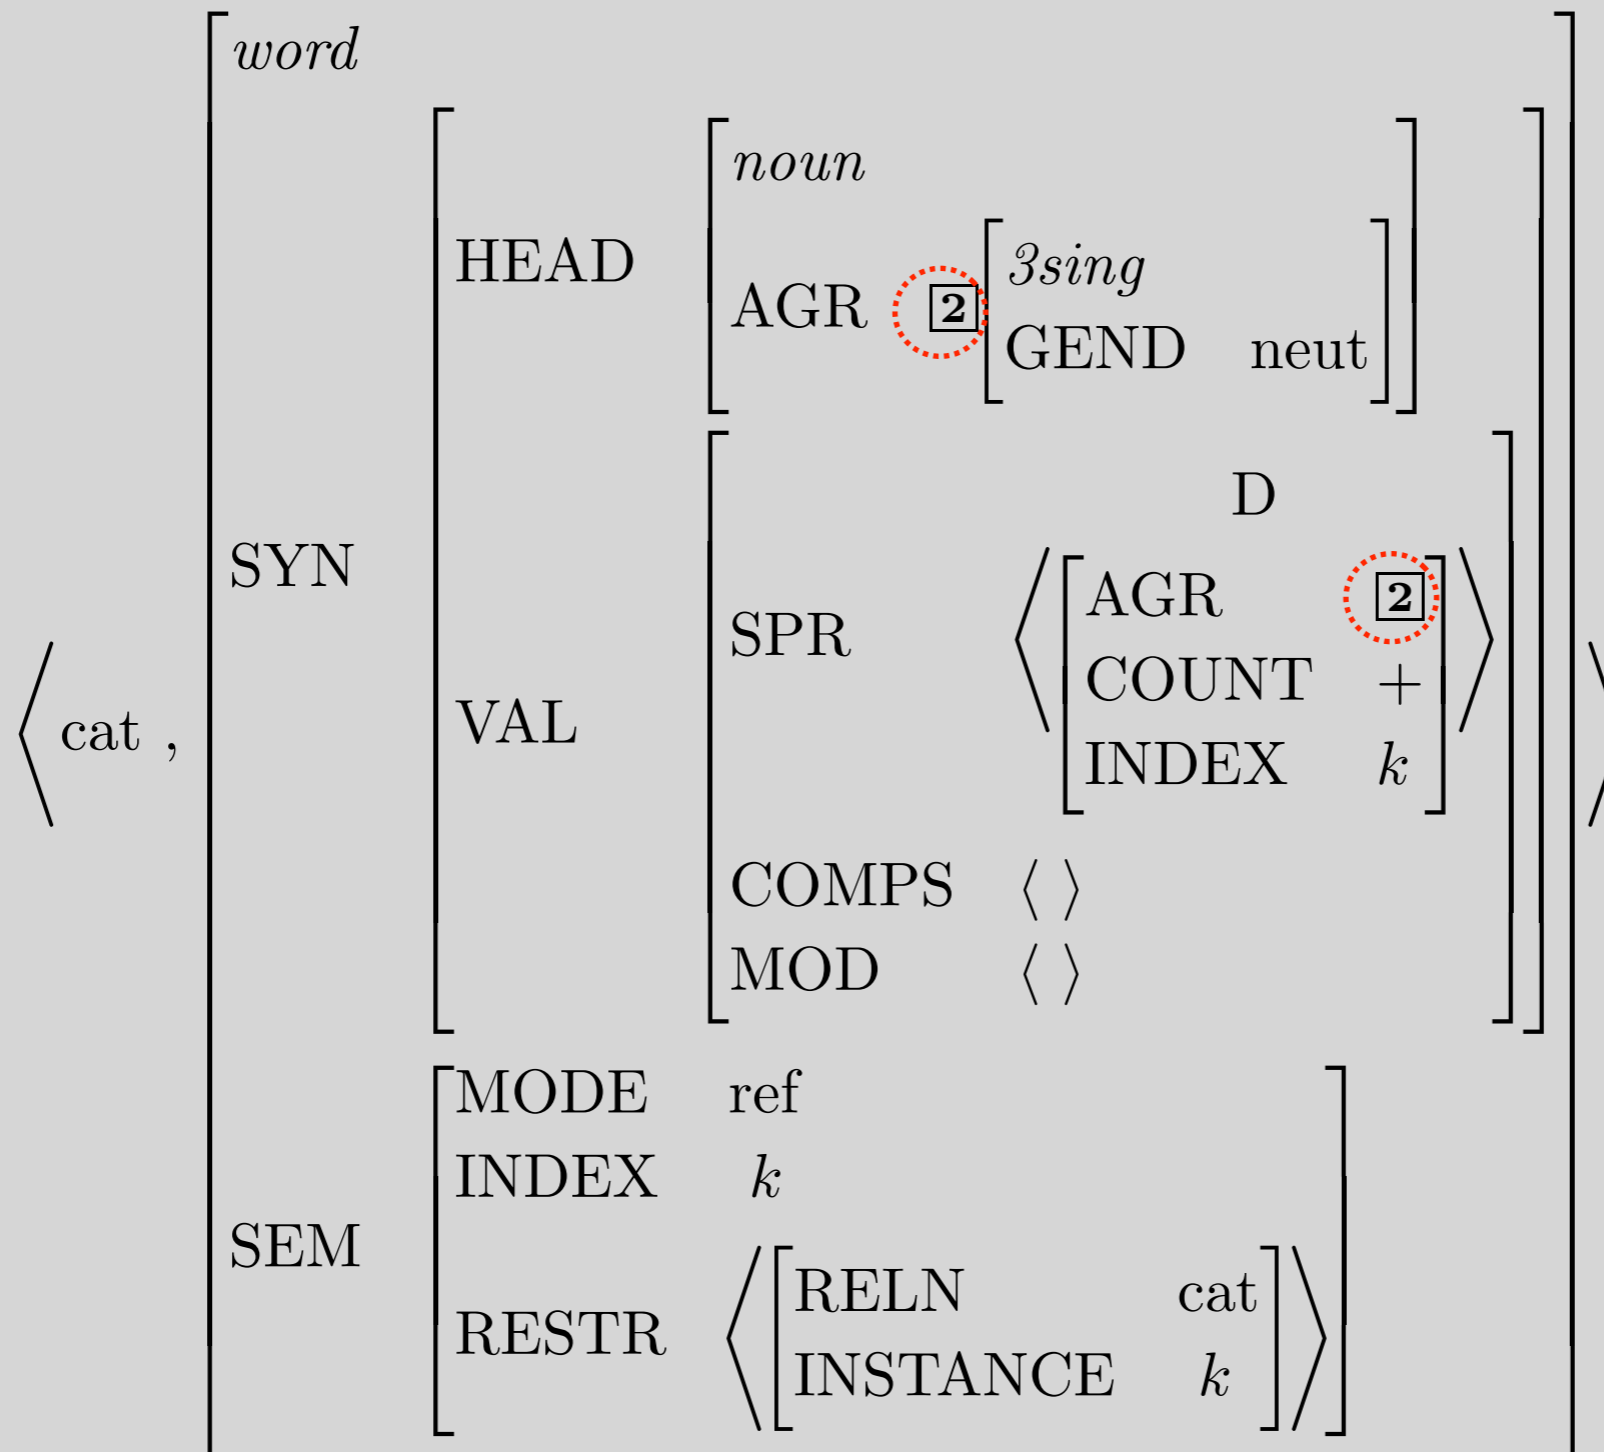 word
noun
HEAD
3sing
AGR 2
GEND neut
D
SYN
AGR 2
SPR
COUNT +
VAL
⟨ cat , ⟩
INDEX k
COMPS ⟨ ⟩
MOD ⟨ ⟩
MODE ref
INDEX k
SEM
RELN cat
RESTR
INSTANCE k